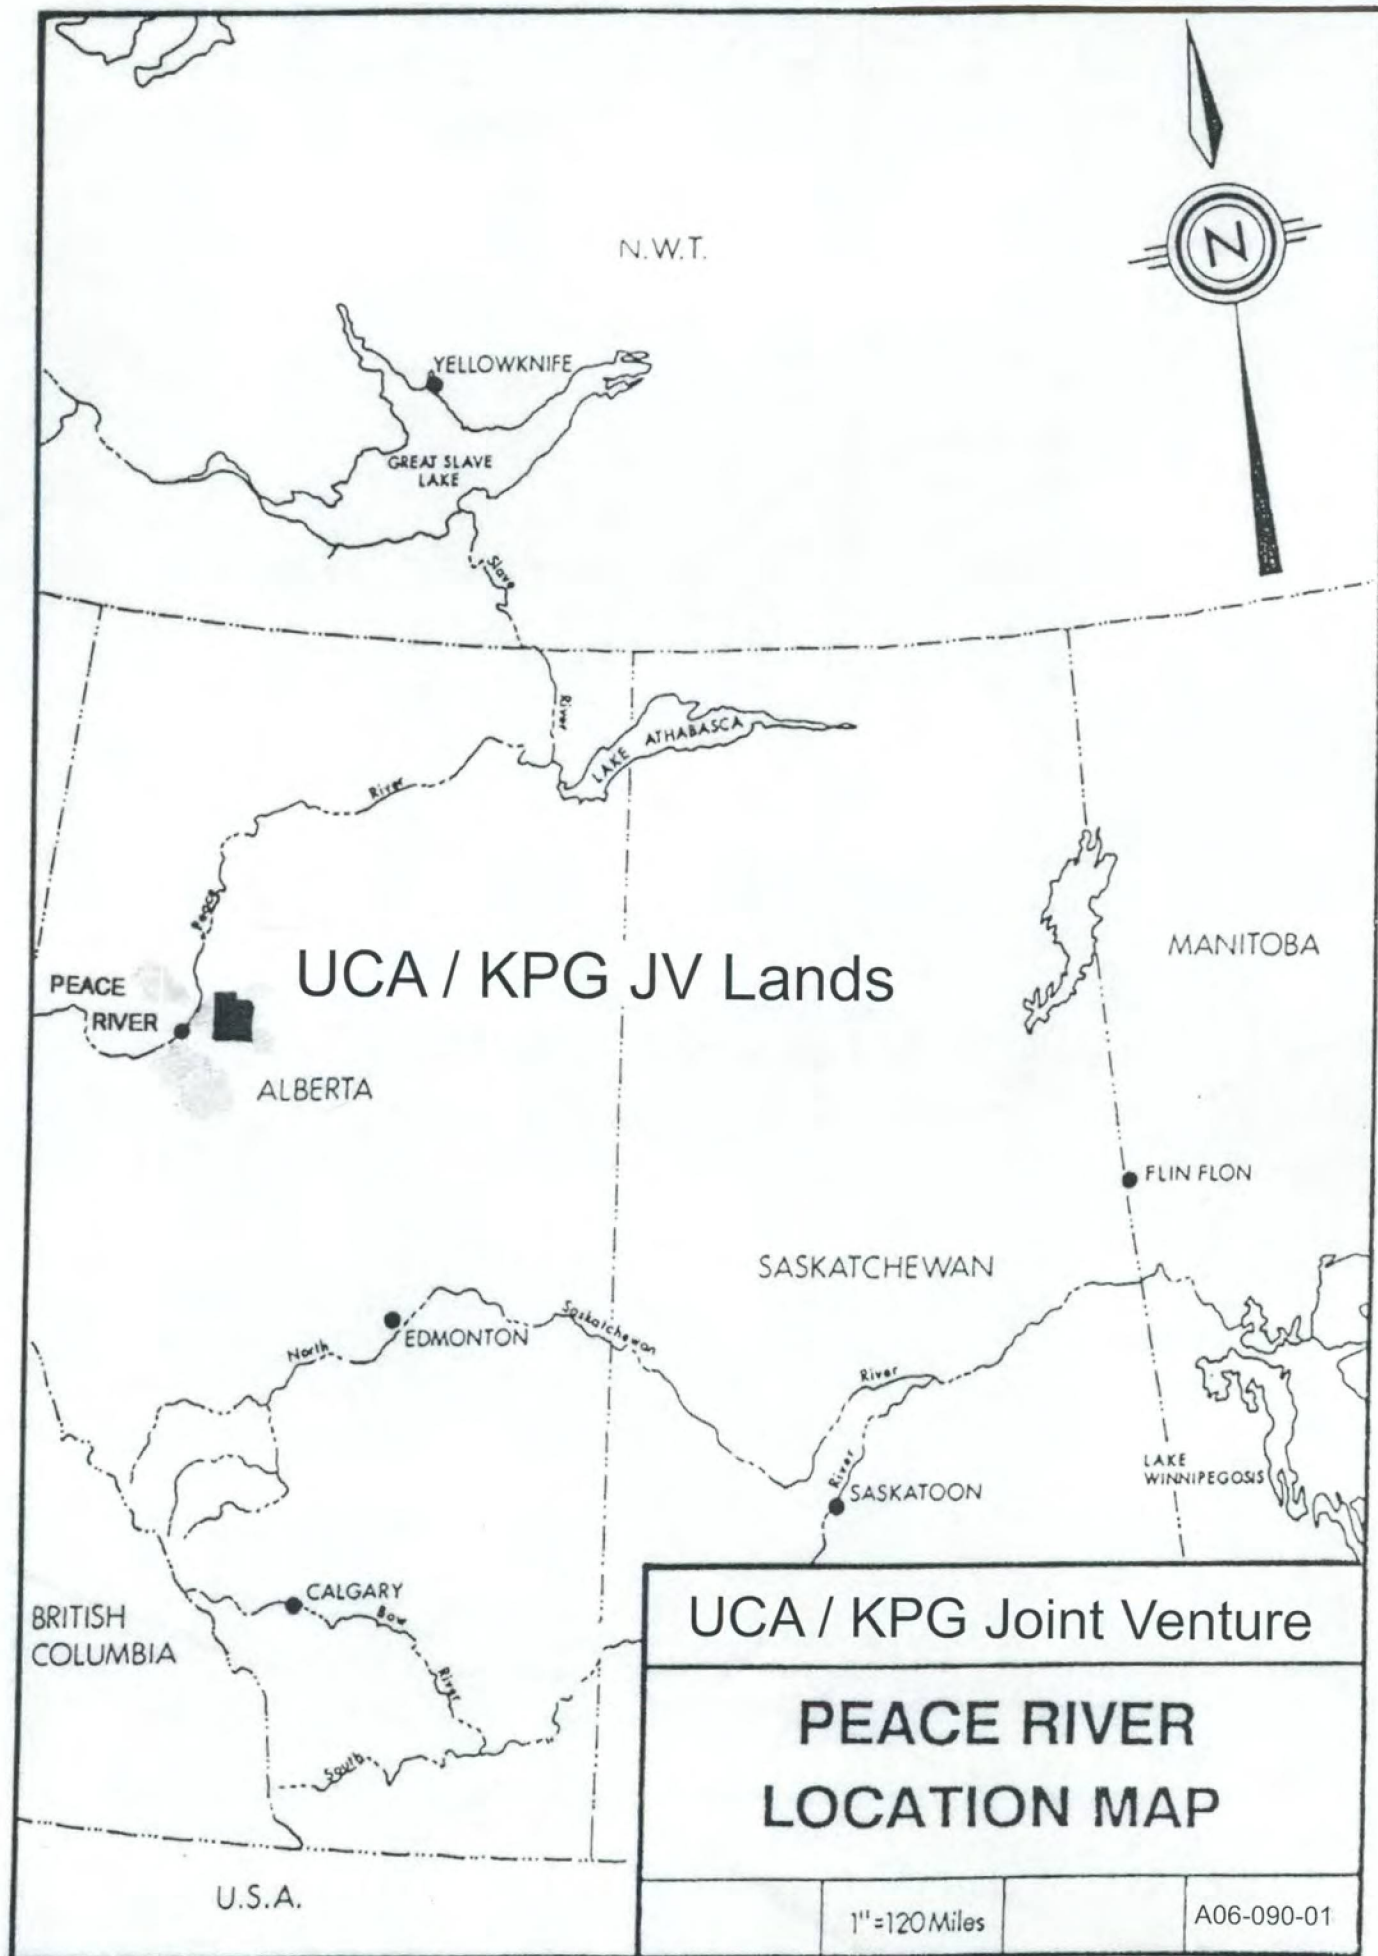 N
N.W.T.
YELLOWKNIFE
GREAT SLAVE
LAKE
Slave
River
LAKE ATHABASCA
River
Peace
UCA / KPG JV Lands
MANITOBA
PEACE
RIVER
ALBERTA
FLIN FLON
SASKATCHEWAN
EDMONTON
North
Saskatchewan
River
River
LAKE
WINNIPEGOSIS
SASKATOON
CALGARY
Bow
River
BRITISH
COLUMBIA
South
U.S.A.
UCA / KPG Joint Venture
PEACE RIVER
LOCATION MAP
1"=120 Miles
A06-090-01